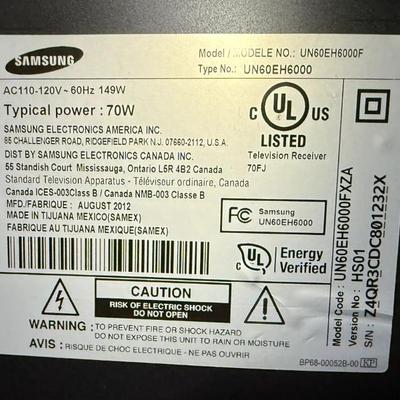 SAMSUNG
Model / MODELE NO.: UN60EH6000F
Type No.: UN60EH6000
AC110-120V~60Hz 149W
Typical power : 70W
SAMSUNG ELECTRONICS AMERICA INC.
85 CHALLENGER ROAD, RIDGEFIELD PARK N.J. 07660-2112, U.S.A.
DIST BY SAMSUNG ELECTRONICS CANADA INC.
55 Standish Court Mississauga, Ontario L5R 4B2 Canada
Standard Television Apparatus - Téléviseur ordinaire, Canada
Canada ICES-003Class B / Canada NMB-003 Classe B
MFD./FABRIQUE : AUGUST 2012
MADE IN TIJUANA MEXICO(SAMEX)
FABRIQUE AU TIJUANA MEXICO(SAMEX)
C UL US
®
LISTED
Television Receiver
70FJ
FC Samsung
UN60EH6000
C UL US Energy
Verified
CAUTION
RISK OF ELECTRIC SHOCK
DO NOT OPEN
WARNING : TO PREVENT FIRE OR SHOCK HAZARD
DO NOT EXPOSE THIS UNIT TO RAIN OR MOISTURE
AVIS : RISQUE DE CHOC ELECTRIQUE - NE PAS OUVRIR
BP68-00052B-00 KP
Model Code : UN60EH6000FXZA
Version No : HS01
S/N : Z4QR3CDC801232X